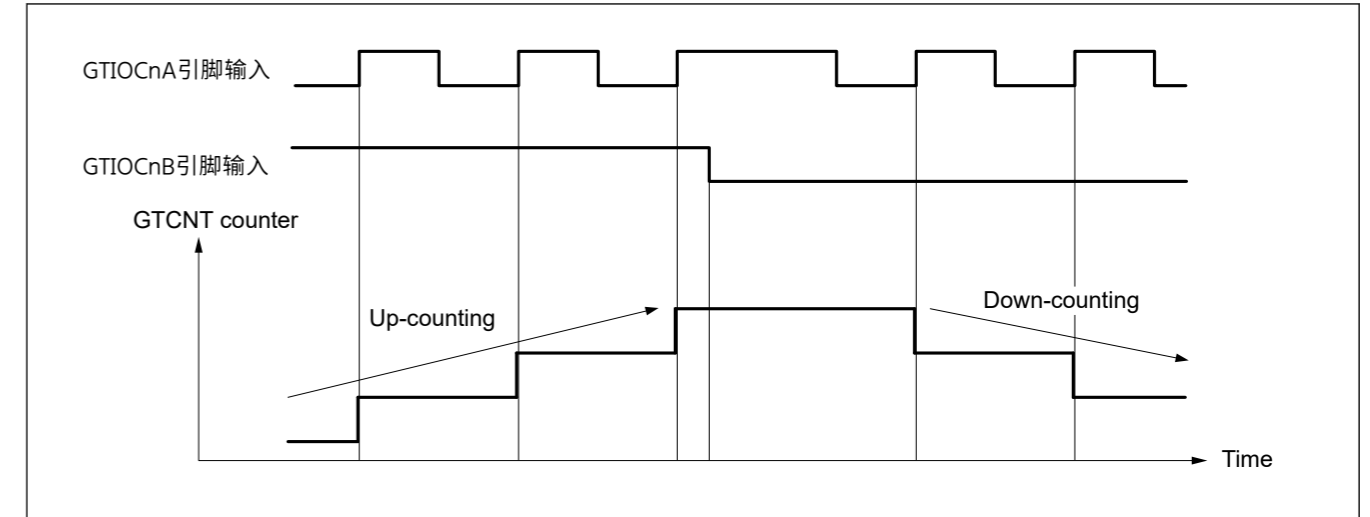 GTIOCnA引脚输入
GTIOCnB引脚输入
GTCNT counter
Up-counting
Down-counting
Time